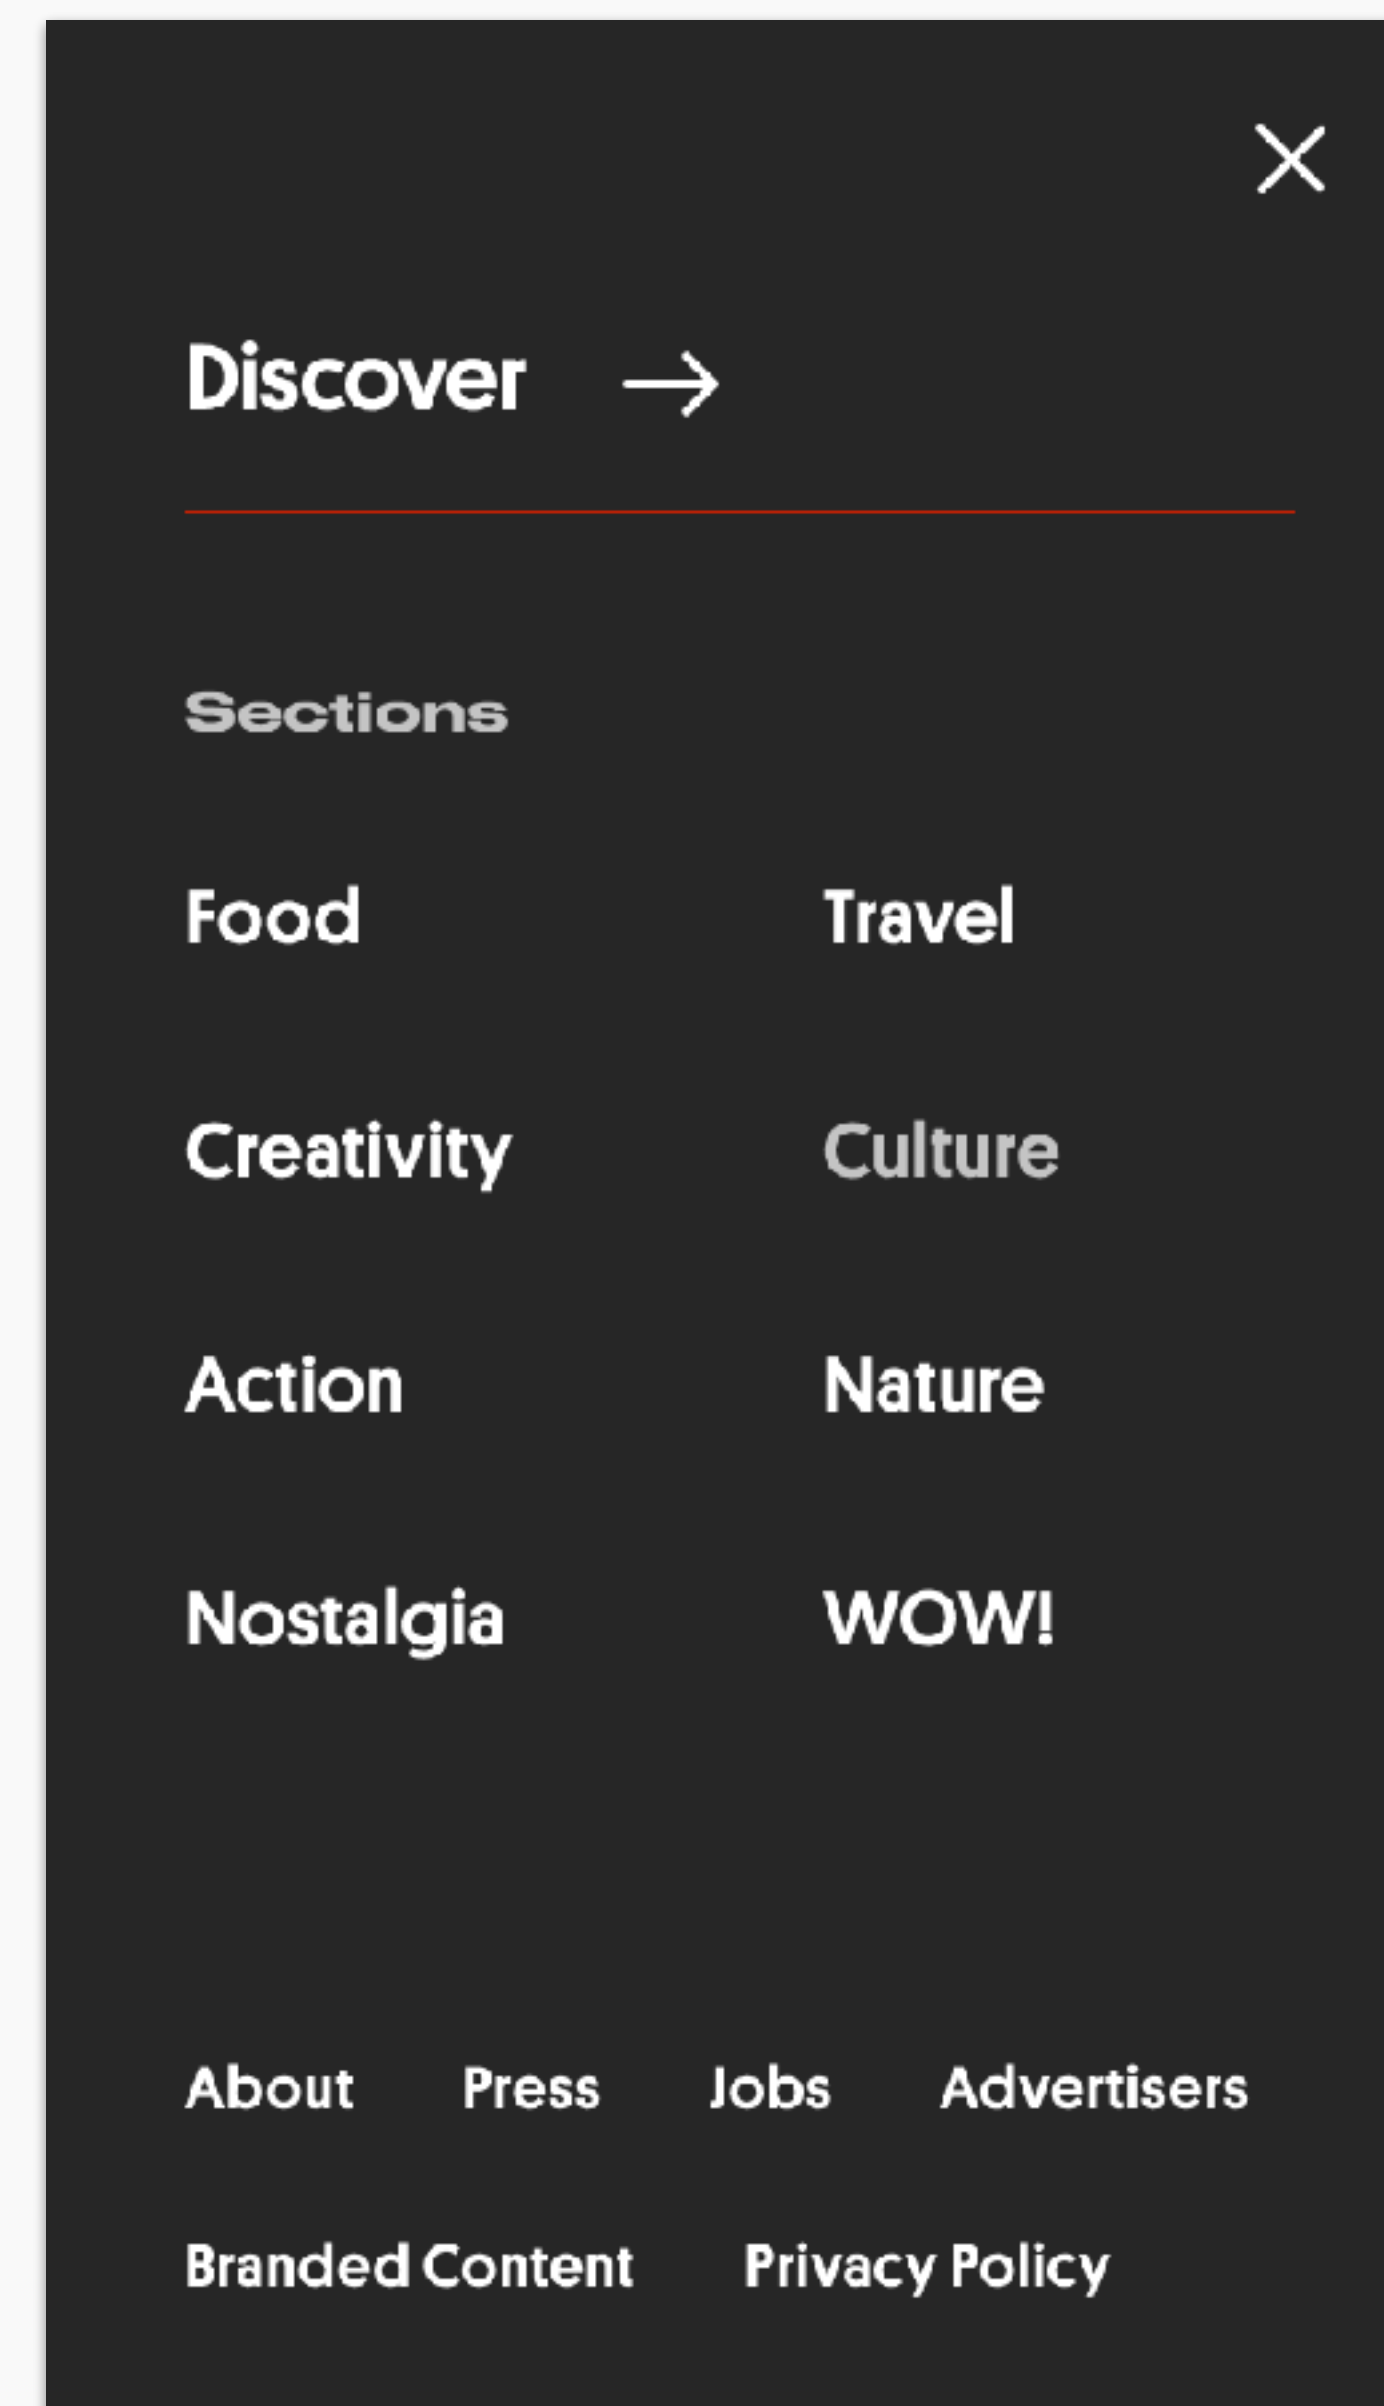 Discover
Sections
Food Travel
Creativity Culture
Action Nature
Nostalgia WOW!
About Press Jobs Advertisers
Branded Content Privacy Policy